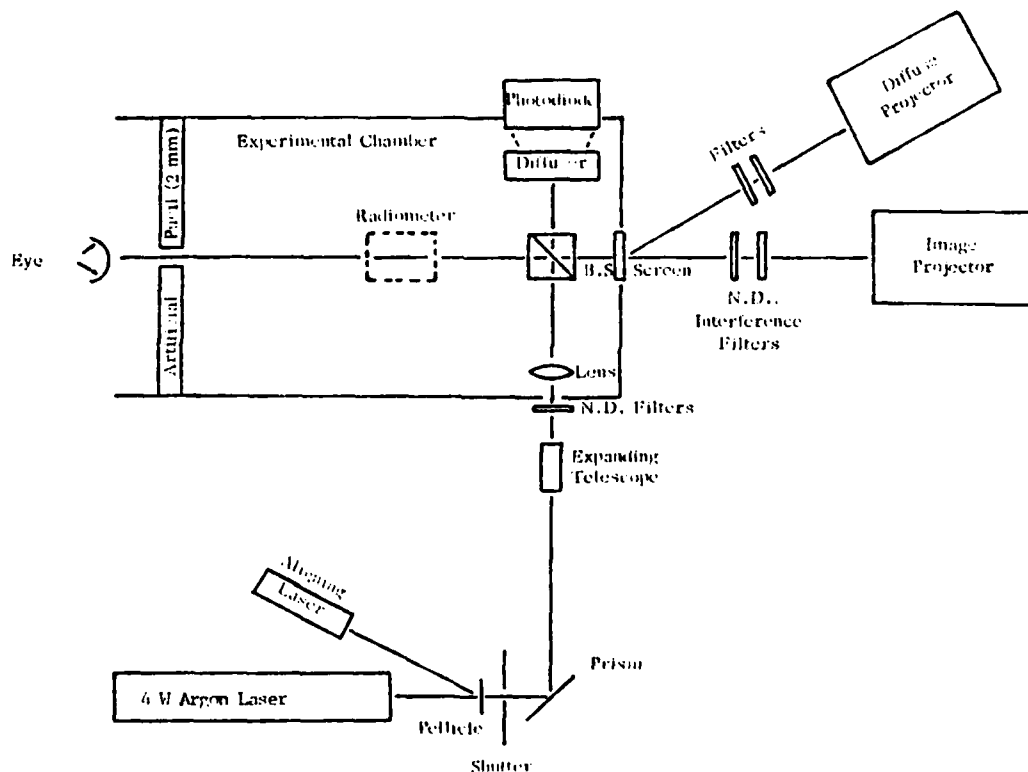 Diffuse
Projector
Photodiode
Filters
Experimental Chamber
Diffuser
Pupil (2 mm)
Radiometer
Eye
B.S.
Screen
Image
Projector
N.D.,
Interference
Filters
Artificial
Lens
N.D. Filters
Expanding
Telescope
Aligning
Laser
Prism
4 W Argon Laser
Pellicle
Shutter